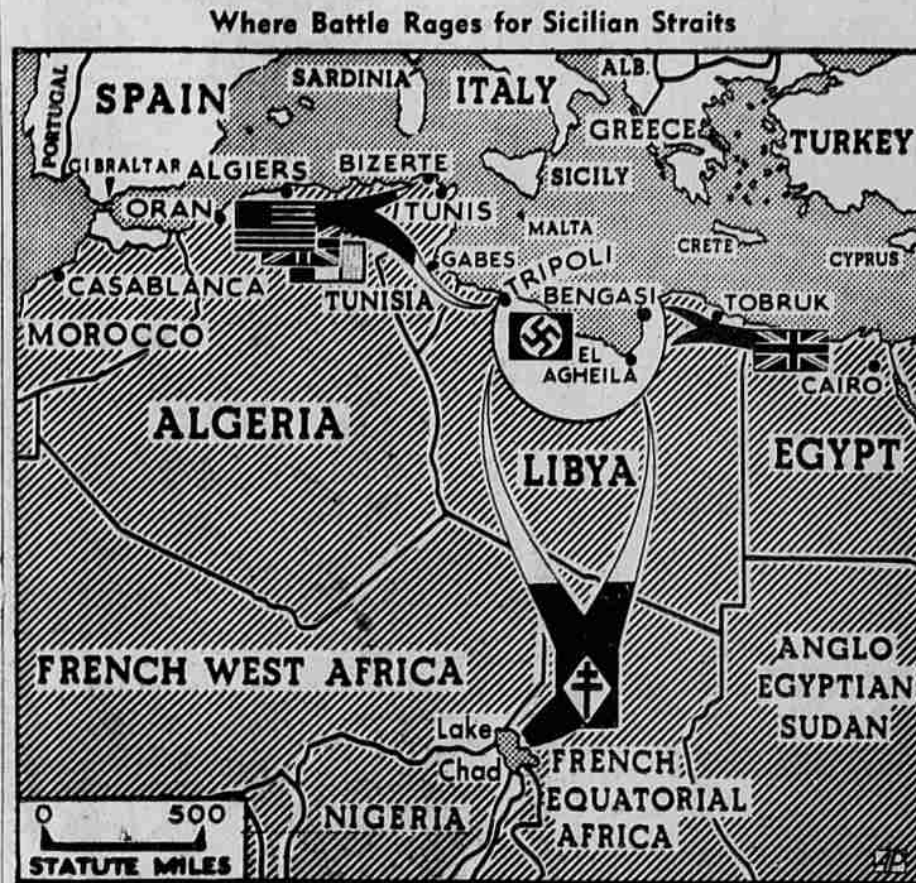 Where Battle Rages for Sicilian Straits
PORTUGAL
SPAIN
SARDINIA
ITALY
ALB.
GREECE
TURKEY
GIBRALTAR
ALGIERS
BIZERTE
SICILY
ORAN
TUNIS
MALTA
CRETE
CYPRUS
GABES
CASABLANCA
TUNISIA
TRIPOLI
BENGASI
TOBRUK
MOROCCO
EL
AGHEILA
CAIRO
ALGERIA
LIBYA
EGYPT
FRENCH WEST AFRICA
ANGLO
EGYPTIAN
SUDAN
Lake
Chad
FRENCH
EQUATORIAL
AFRICA
NIGERIA
0 500
STATUTE MILES